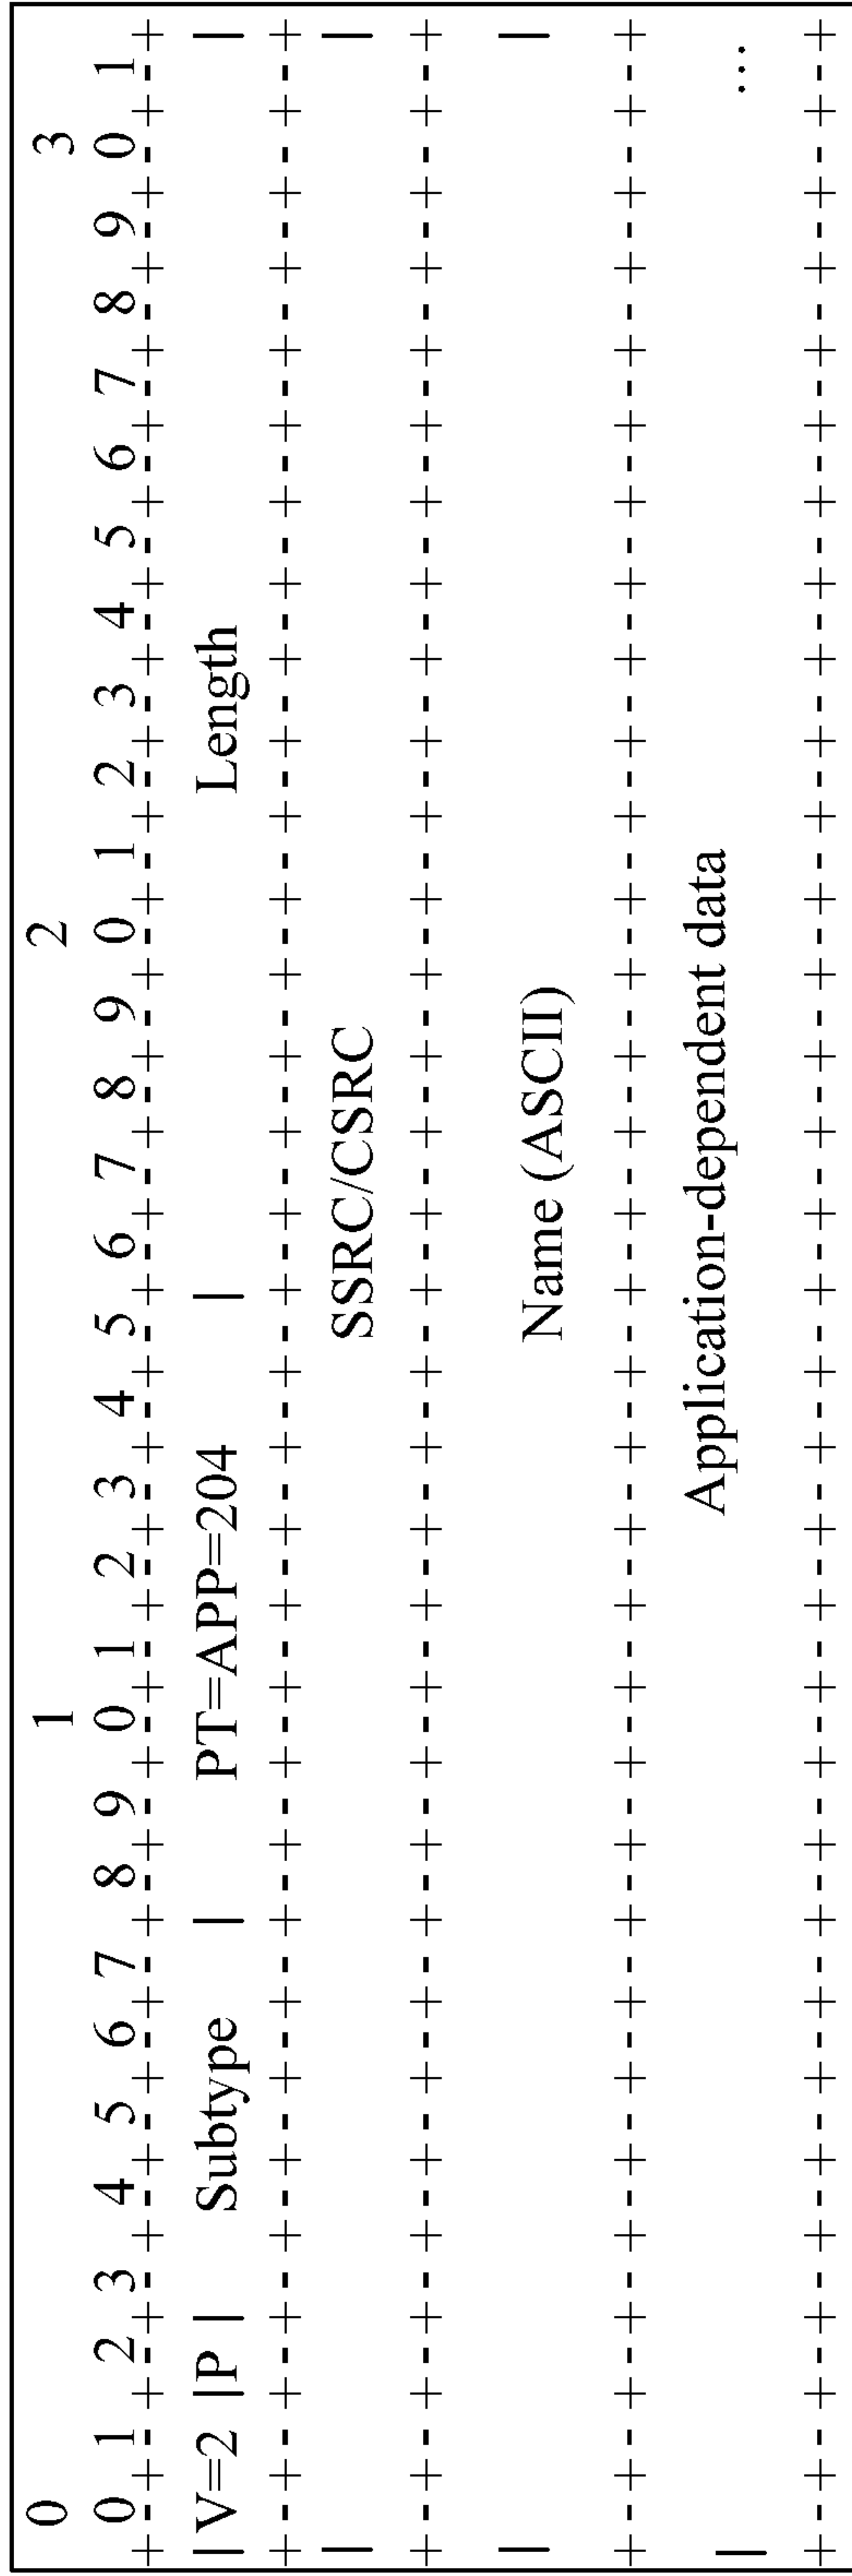 0 1 2 3
0 1 2 3 4 5 6 7 8 9 0 1 2 3 4 5 6 7 8 9 0 1 2 3 4 5 6 7 8 9 0 1
+-+-+-+-+-+-+-+-+-+-+-+-+-+-+-+-+-+-+-+-+-+-+-+-+-+-+-+-+-+-+-+-+
|V=2 |P | Subtype | PT=APP=204 | Length |
+-+-+-+-+-+-+-+-+-+-+-+-+-+-+-+-+-+-+-+-+-+-+-+-+-+-+-+-+-+-+-+-+
| SSRC/CSRC |
+-+-+-+-+-+-+-+-+-+-+-+-+-+-+-+-+-+-+-+-+-+-+-+-+-+-+-+-+-+-+-+-+
| Name (ASCII) |
+-+-+-+-+-+-+-+-+-+-+-+-+-+-+-+-+-+-+-+-+-+-+-+-+-+-+-+-+-+-+-+-+
| Application-dependent data ...
+-+-+-+-+-+-+-+-+-+-+-+-+-+-+-+-+-+-+-+-+-+-+-+-+-+-+-+-+-+-+-+-+